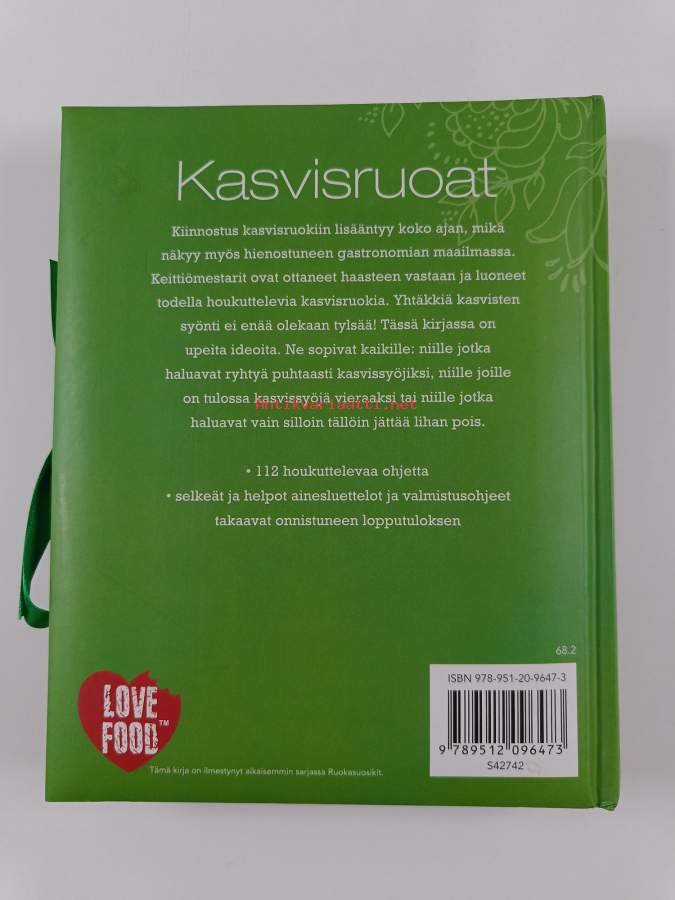 Kasvisruoat
Kiinnostus kasvisruokiin lisääntyy koko ajan, mikä
näkyy myös hienostuneen gastronomian maailmassa.
Keittiömestarit ovat ottaneet haasteen vastaan ja luoneet
todella houkuttelevia kasvisruokia. Yhtäkkiä kasvisten
syönti ei enää olekaan tylsää! Tässä kirjassa on
upeita ideoita. Ne sopivat kaikille: niille jotka
haluavat ryhtyä puhtaasti kasvissyöjiksi, niille joille
on tulossa kasvissyöjä vieraaksi tai niille jotka
Antikvariaatti.net
haluavat vain silloin tällöin jättää lihan pois.
• 112 houkuttelevaa ohjetta
• selkeät ja helpot ainesluettelot ja valmistusohjeet
takaavat onnistuneen lopputuloksen
68.2
ISBN 978-951-20-9647-3
9 789512 096473
S42742
LOVE
FOOD™
Tämä kirja on ilmestynyt aikaisemmin sarjassa Ruokasuosikit.